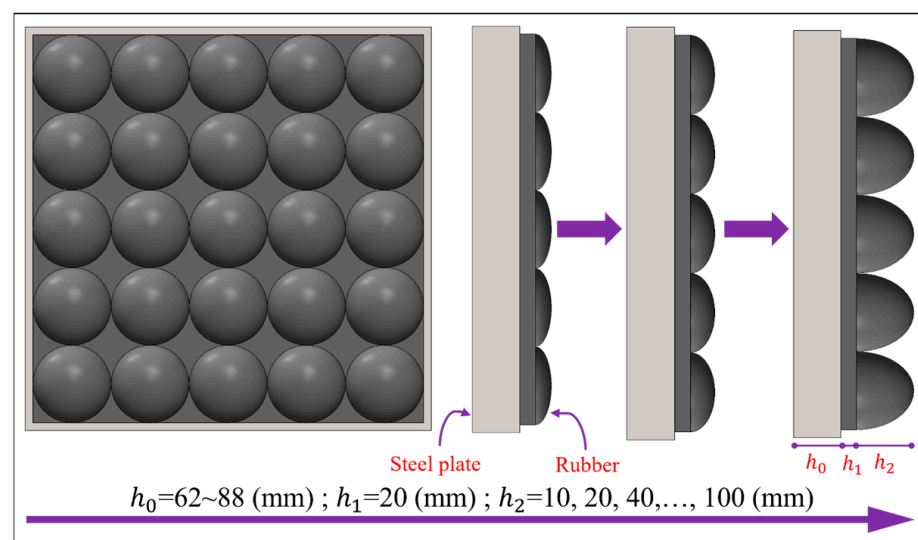 Steel plate
Rubber
h₀ h₁ h₂
h₀=62~88 (mm) ; h₁=20 (mm) ; h₂=10, 20, 40,…, 100 (mm)